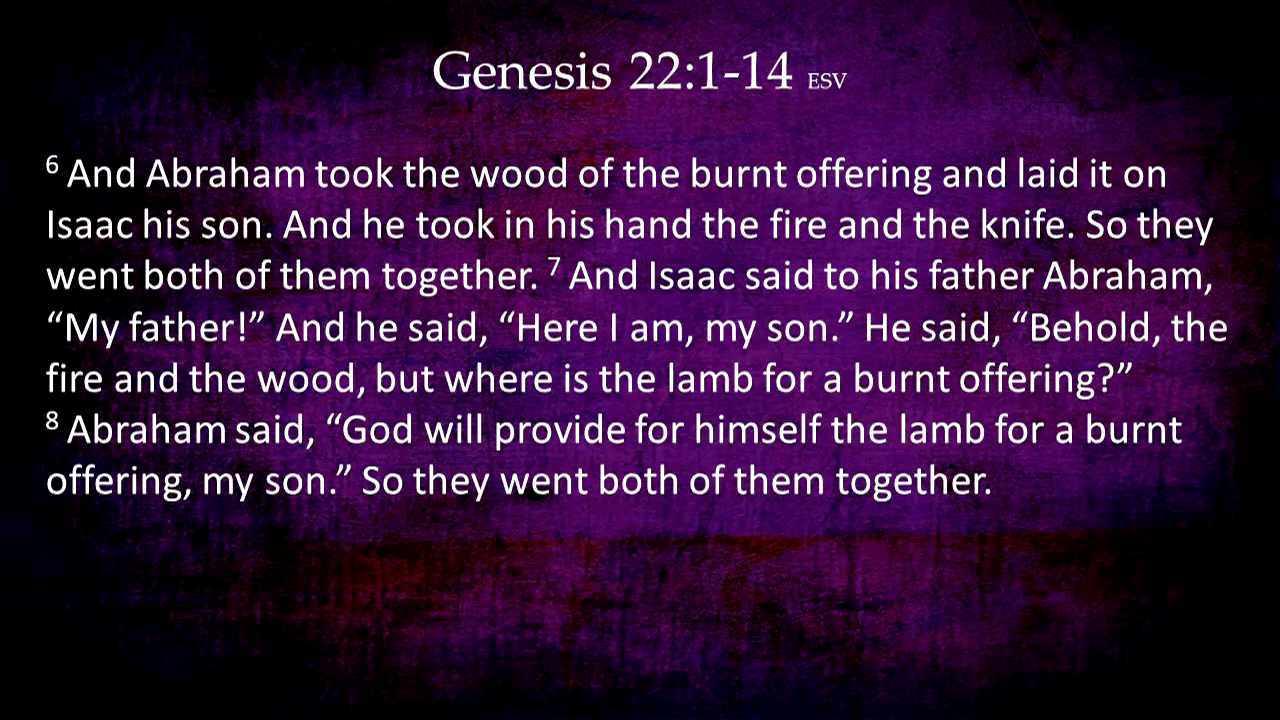 Genesis 22:1-14 ESV
6 And Abraham took the wood of the burnt offering and laid it on
Isaac his son. And he took in his hand the fire and the knife. So they
went both of them together. 7 And Isaac said to his father Abraham,
“My father!” And he said, “Here I am, my son.” He said, “Behold, the
fire and the wood, but where is the lamb for a burnt offering?”
8 Abraham said, “God will provide for himself the lamb for a burnt
offering, my son.” So they went both of them together.